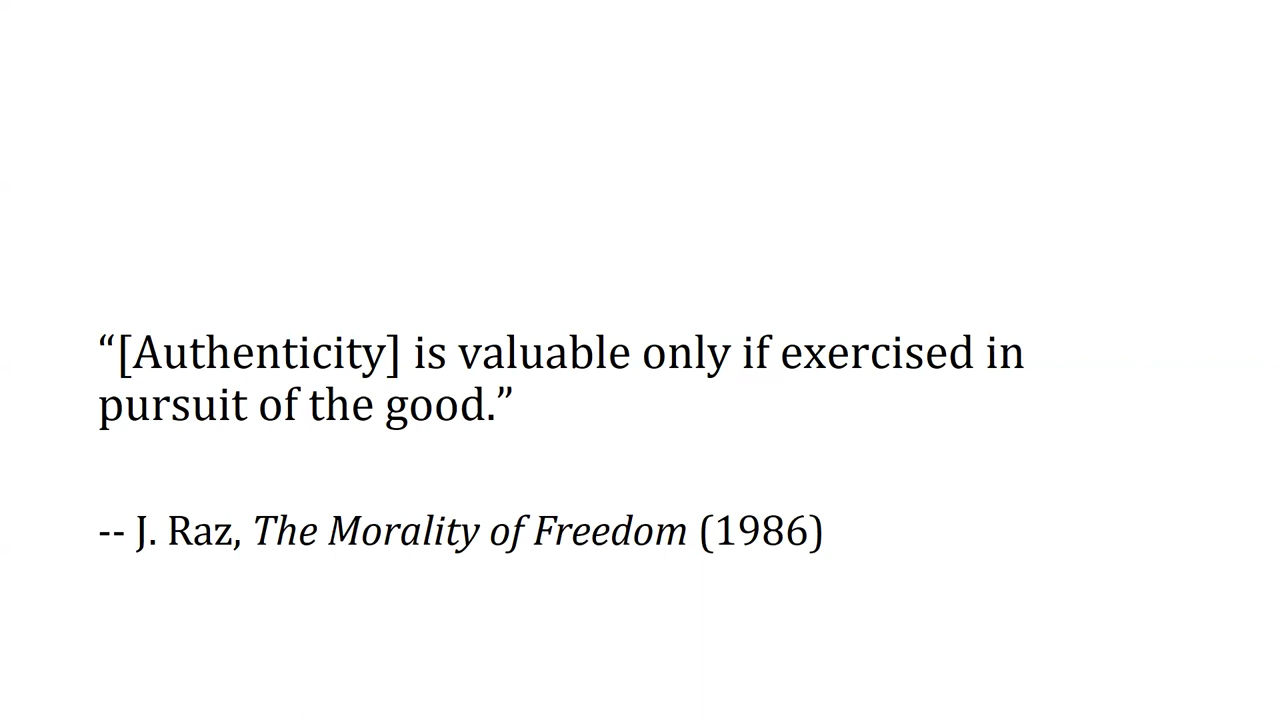 “[Authenticity] is valuable only if exercised in
pursuit of the good.”
-- J. Raz, The Morality of Freedom (1986)